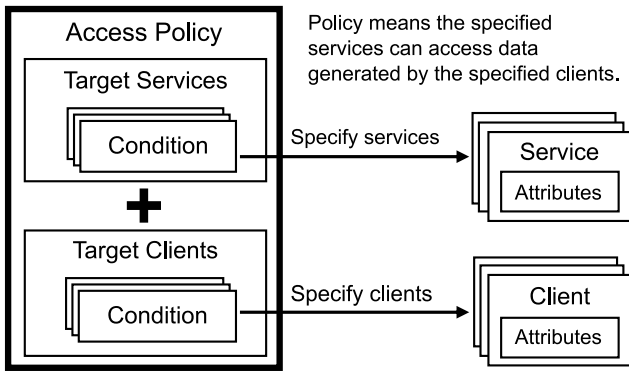 Access Policy
Target Services
Condition
Target Clients
Condition
Policy means the specified
services can access data
generated by the specified clients.
Specify services
Service
Attributes
Specify clients
Client
Attributes